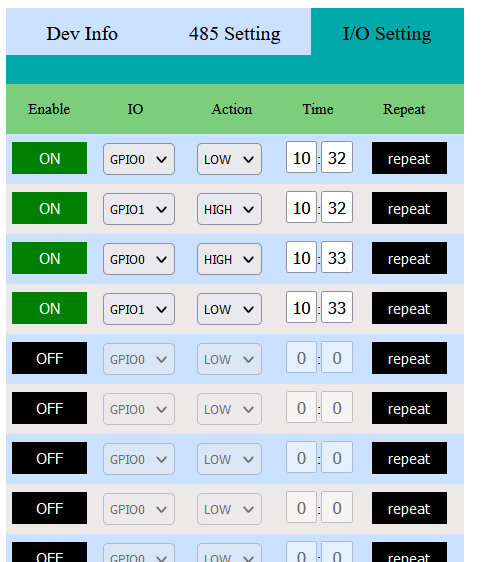 Dev Info 485 Setting I/O Setting
Enable IO Action Time Repeat
ON GPIO0 LOW 10 : 32 repeat
ON GPIO1 HIGH 10 : 32 repeat
ON GPIO0 HIGH 10 : 33 repeat
ON GPIO1 LOW 10 : 33 repeat
OFF GPIO0 LOW 0 : 0 repeat
OFF GPIO0 LOW 0 : 0 repeat
OFF GPIO0 LOW 0 : 0 repeat
OFF GPIO0 LOW 0 : 0 repeat
OFF GPIO0 LOW 0 : 0 repeat